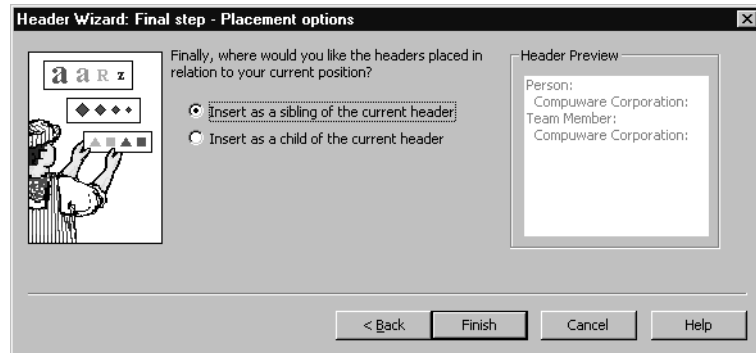 Header Wizard: Final step - Placement options
a a R z
Finally, where would you like the headers placed in
relation to your current position?
Insert as a sibling of the current header
Insert as a child of the current header
Header Preview
Person:
Compuware Corporation:
Team Member:
Compuware Corporation:
< Back
Finish
Cancel
Help